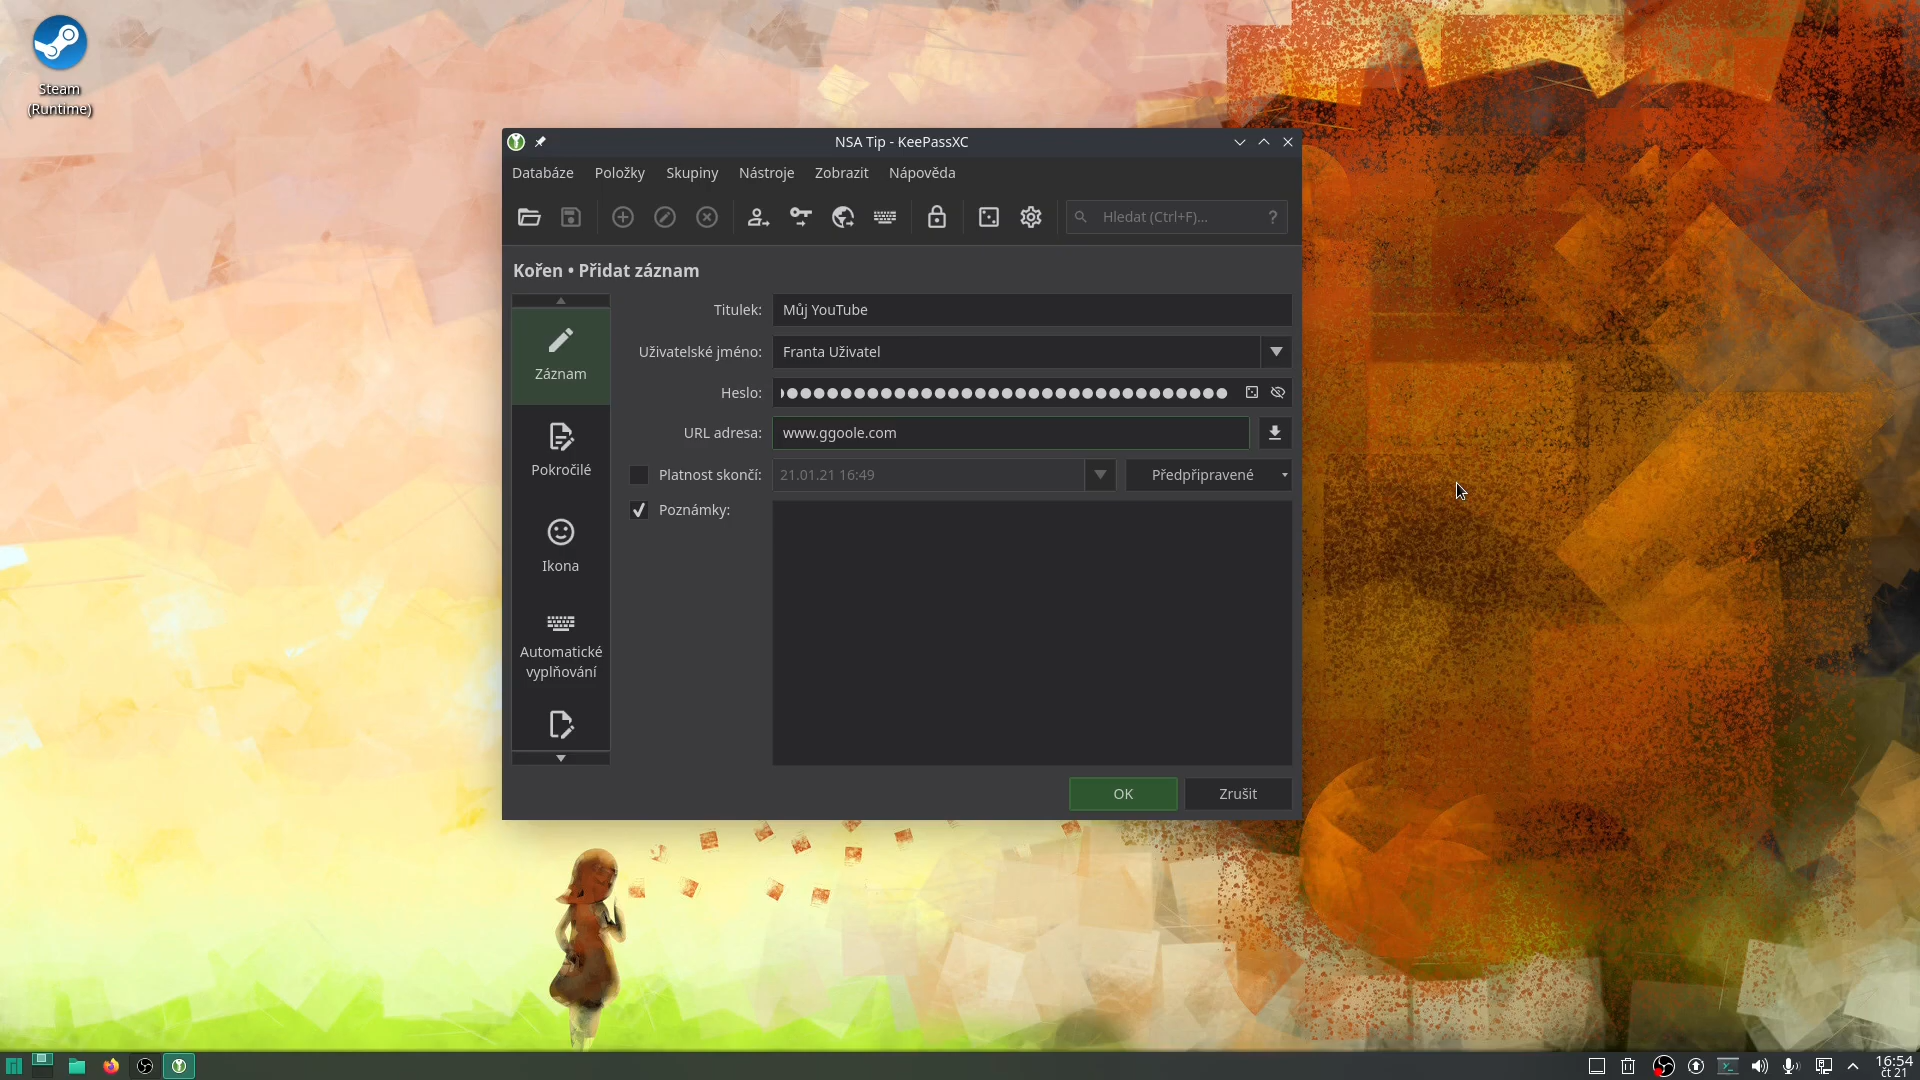 Steam
(Runtime)
NSA Tip - KeePassXC
Databáze Položky Skupiny Nástroje Zobrazit Nápověda
Hledat (Ctrl+F)... ?
Kořen • Přidat záznam
Záznam
Pokročilé
Ikona
Automatické
vyplňování
Titulek: Můj YouTube
Uživatelské jméno: Franta Uživatel
Heslo:
URL adresa: www.ggoole.com
Platnost skončí: 21.01.21 16:49 Předpřipravené
Poznámky:
OK Zrušit
16:54
čt 21